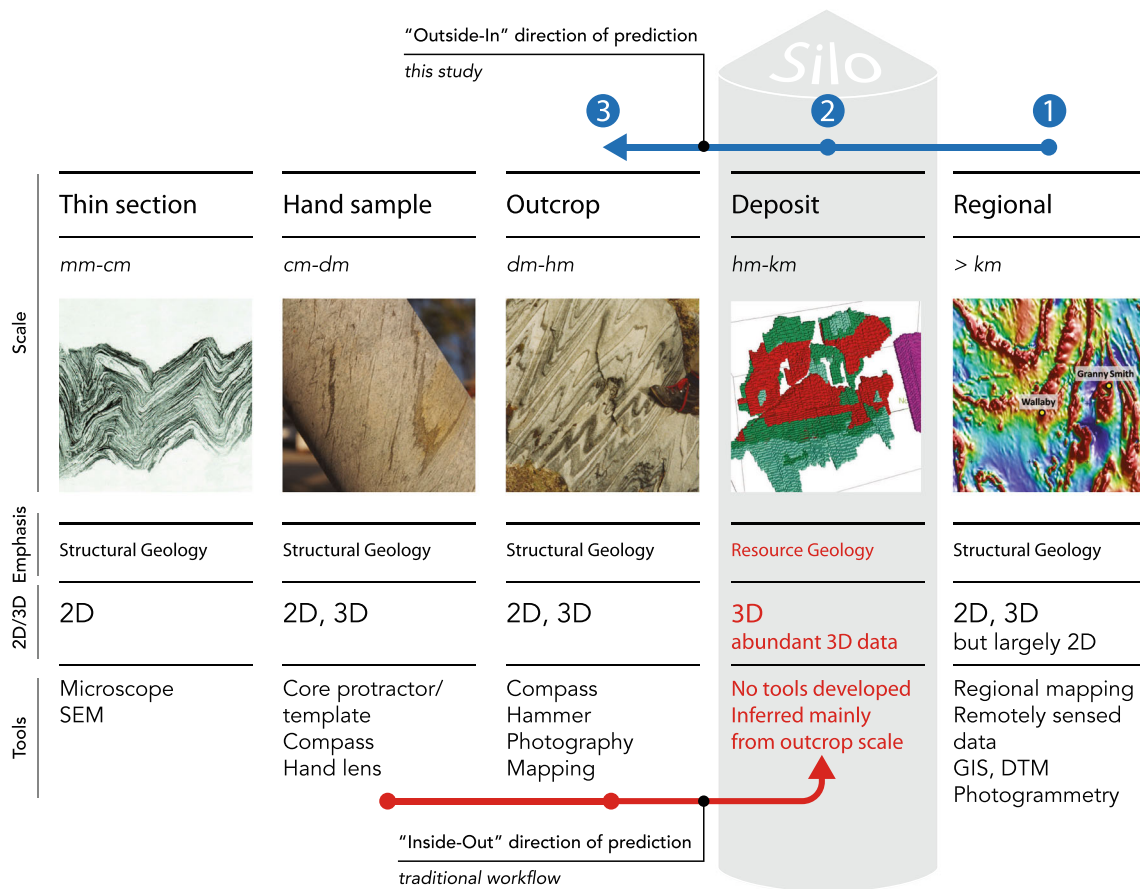 “Outside-In” direction of prediction
this study
Silo
3
2
1
Scale
Thin section
Hand sample
Outcrop
Deposit
Regional
mm-cm
cm-dm
dm-hm
hm-km
> km
Granny Smith
Wallaby
No
Emphasis
Structural Geology
Structural Geology
Structural Geology
Resource Geology
Structural Geology
2D/3D
2D
2D, 3D
2D, 3D
3D
abundant 3D data
2D, 3D
but largely 2D
Tools
Microscope
SEM
Core protractor/
template
Compass
Hand lens
Compass
Hammer
Photography
Mapping
No tools developed
Inferred mainly
from outcrop scale
Regional mapping
Remotely sensed
data
GIS, DTM
Photogrammetry
“Inside-Out” direction of prediction
traditional workflow